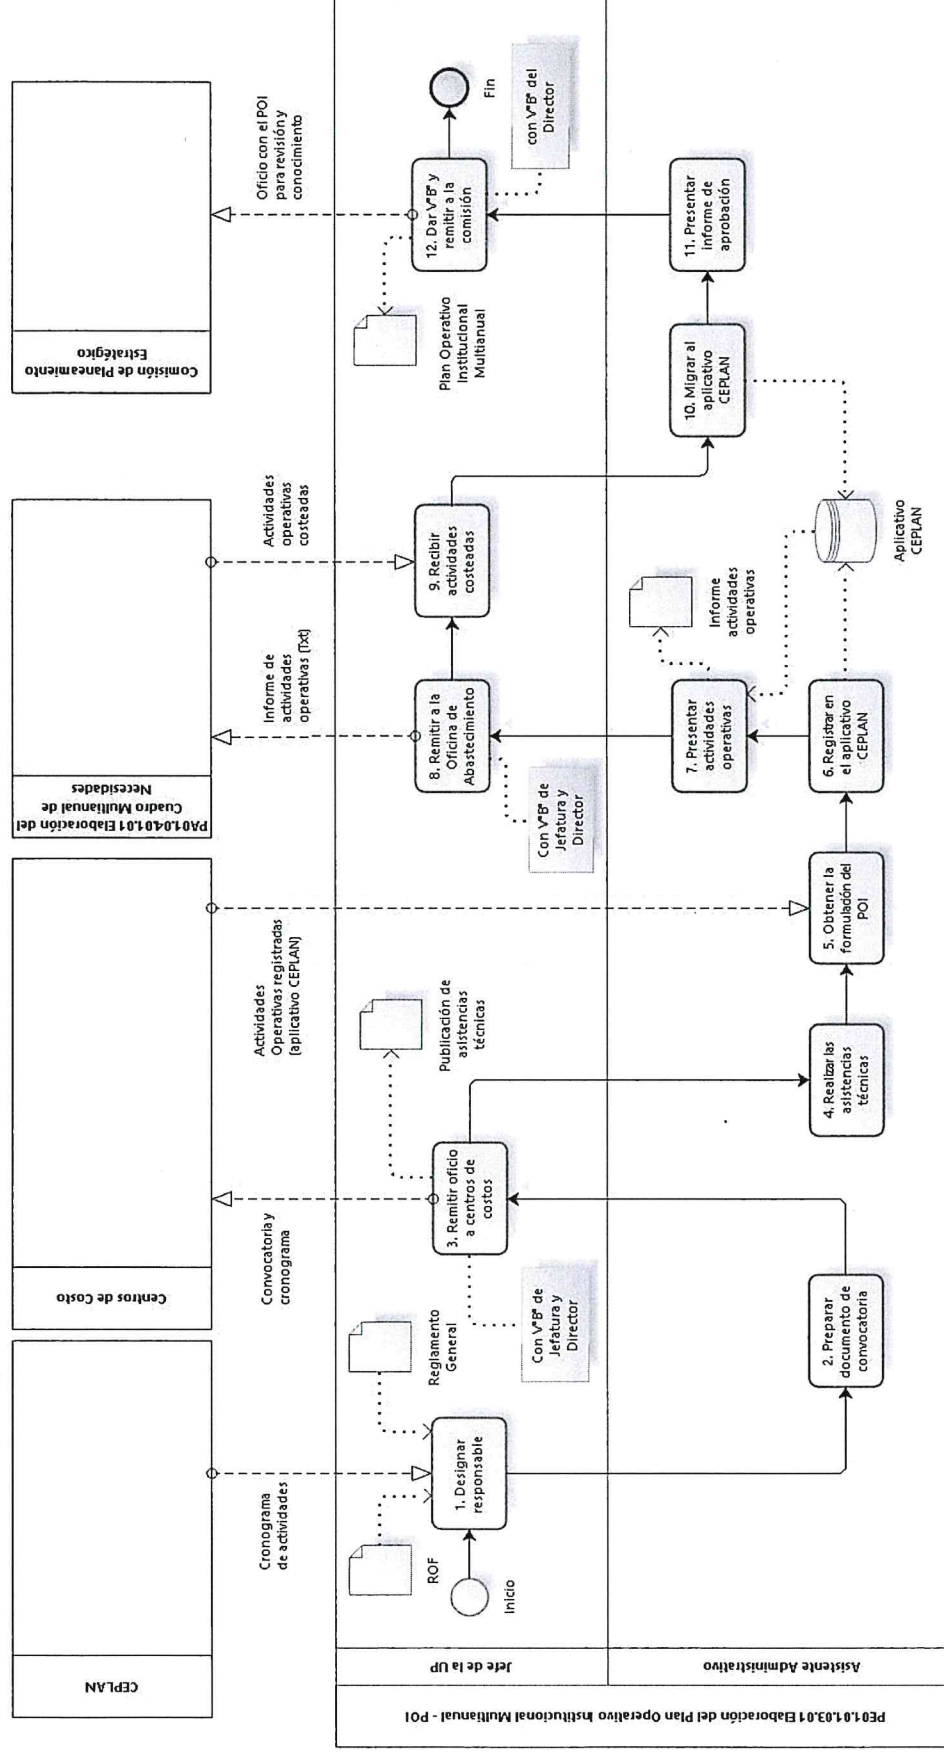 CEPLAN
Centros de Costo
PA01.04.01.01 Elaboración del
Cuadro Multianual de
Necesidades
Comisión de Planeamiento
Estratégico
Cronograma
de actividades
Convocatoria y
cronograma
Actividades
Operativas registradas
(aplicativo CEPLAN)
Informe de
actividades
operativas (Txt)
Actividades
operativas
costeadas
Oficio con el POI
para revisión y
conocimiento
PE01.01.03.01 Elaboración del Plan Operativo Institucional Multianual - POI
Jefe de la UP
Inicio
ROF
Reglamento
General
1. Designar
responsable
Con V°B° de
Jefatura y
Director
3. Remitir oficio
a centros de
costos
Publicación de
asistencias
técnicas
Con V°B° de
Jefatura y
Director
8. Remitir a la
Oficina de
Abastecimiento
9. Recibir
actividades
costeadas
Plan Operativo
Institucional
Multianual
12. Dar V°B° y
remitir a la
comisión
con V°B° del
Director
Fin
Asistente Administrativo
2. Preparar
documento de
convocatoria
4. Realizar las
asistencias
técnicas
5. Obtener la
formulación del
POI
6. Registrar en
el aplicativo
CEPLAN
7. Presentar
actividades
operativas
Informe
actividades
operativas
Aplicativo
CEPLAN
10. Migrar al
aplicativo
CEPLAN
11. Presentar
informe de
aprobación